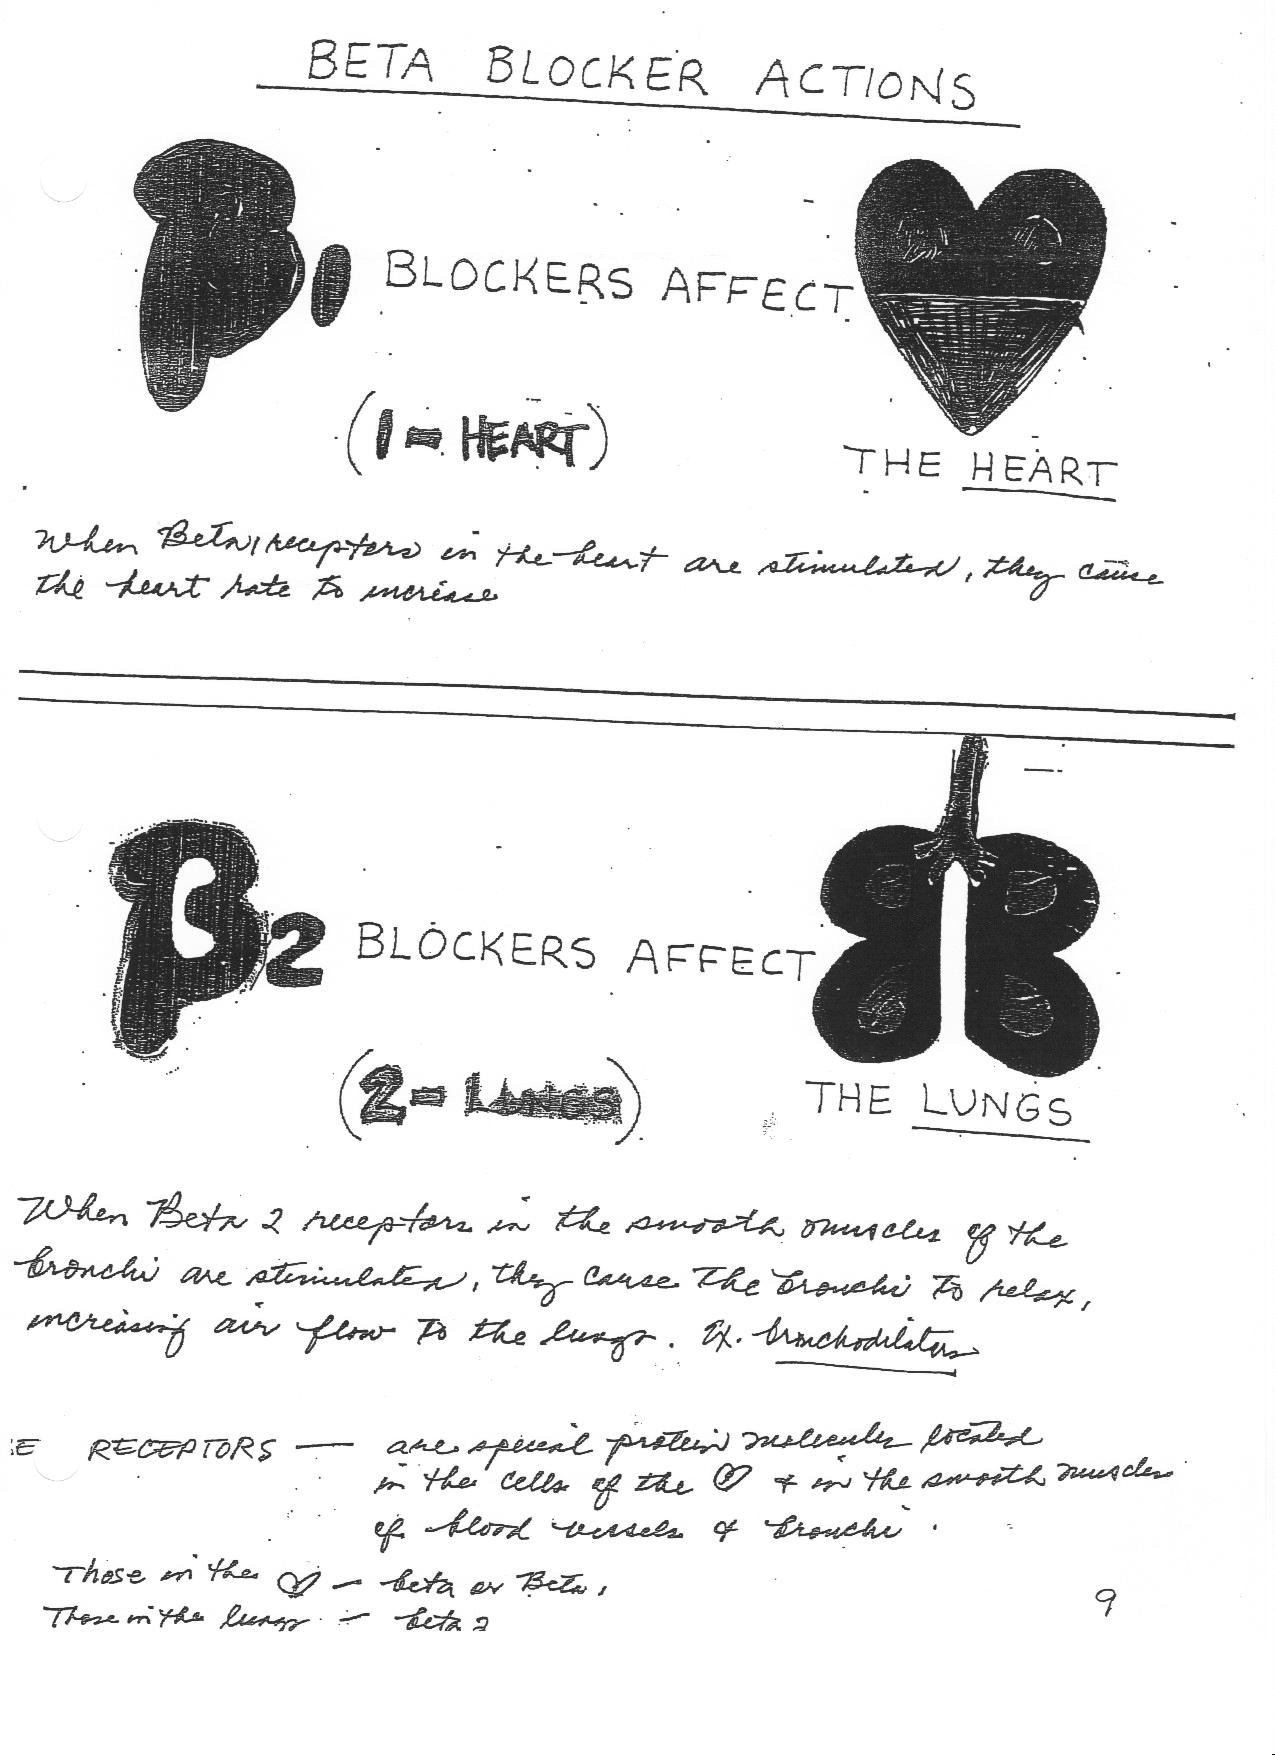 BETA BLOCKER ACTIONS
β1 BLOCKERS AFFECT
(1 = HEART)
THE HEART
When Beta 1 receptors in the heart are stimulated, they cause
the heart rate to increase
β2 BLOCKERS AFFECT
(2 = LUNGS)
THE LUNGS
When Beta 2 receptors in the smooth muscles of the
bronchi are stimulated, they cause the bronchi to relax,
increasing air flow to the lungs. Ex. bronchodilators
RECEPTORS — are special protein molecules located
in the cells of the ♡ & in the smooth muscles
of blood vessels & bronchi.
Those in the ♡ — beta or Beta 1
Those in the lungs — beta 2
9